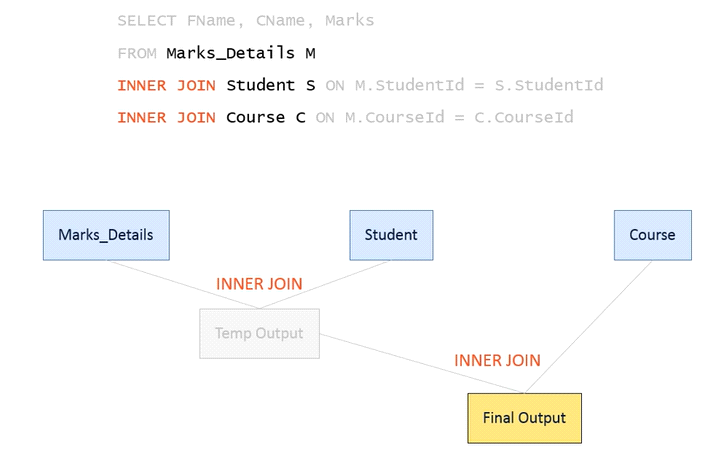 SELECT FName, CName, Marks
FROM Marks_Details M
INNER JOIN Student S ON M.StudentId = S.StudentId
INNER JOIN Course C ON M.CourseId = C.CourseId
Marks_Details Student Course
INNER JOIN
Temp Output
INNER JOIN
Final Output